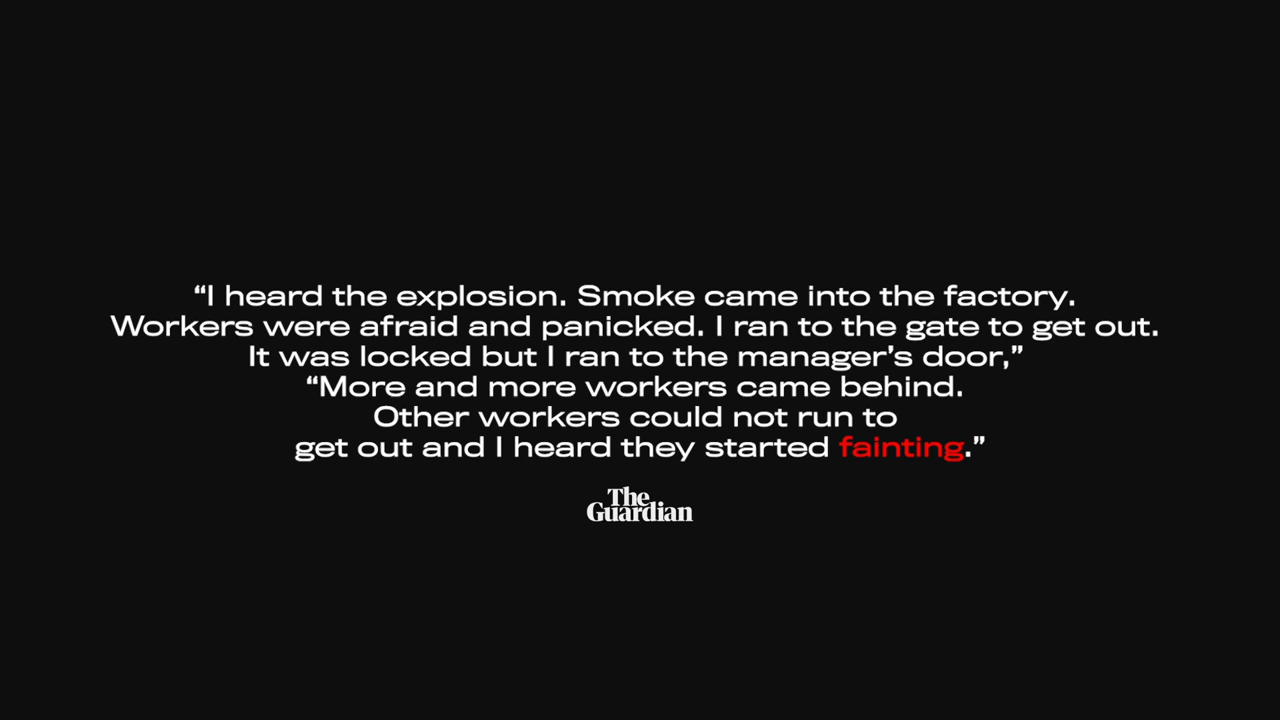 “I heard the explosion. Smoke came into the factory.
Workers were afraid and panicked. I ran to the gate to get out.
It was locked but I ran to the manager’s door,”
“More and more workers came behind.
Other workers could not run to
get out and I heard they started fainting.”
The
Guardian